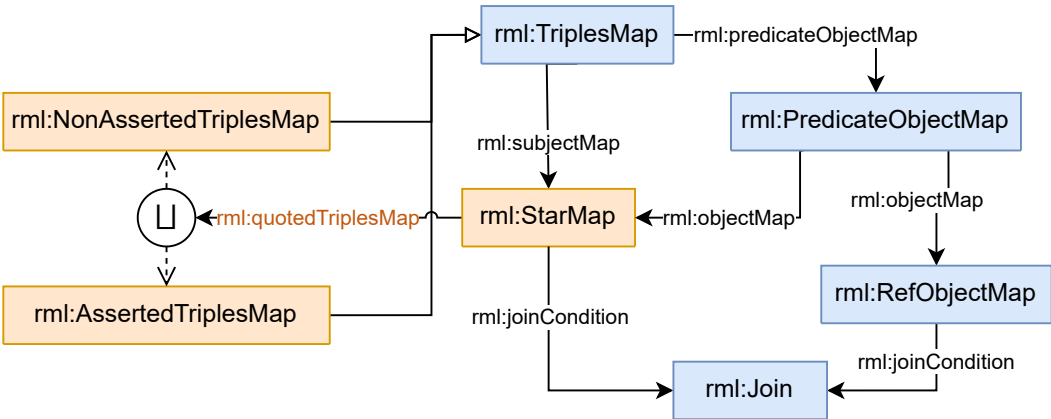 rml:TriplesMap
rml:predicateObjectMap
rml:NonAssertedTriplesMap
rml:PredicateObjectMap
rml:subjectMap
rml:objectMap
⊔
rml:quotedTriplesMap
rml:StarMap
rml:objectMap
rml:AssertedTriplesMap
rml:RefObjectMap
rml:joinCondition
rml:joinCondition
rml:Join